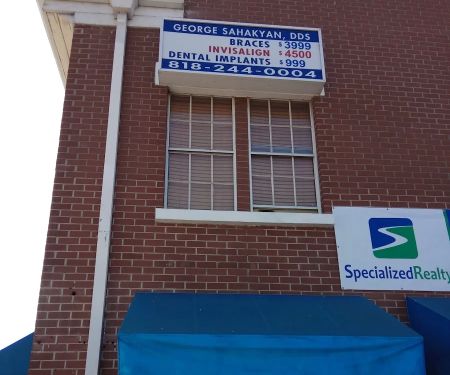 GEORGE SAHAKYAN, DDS
BRACES $3999
INVISALIGN $4500
DENTAL IMPLANTS $999
818-244-0004
SpecializedRealty